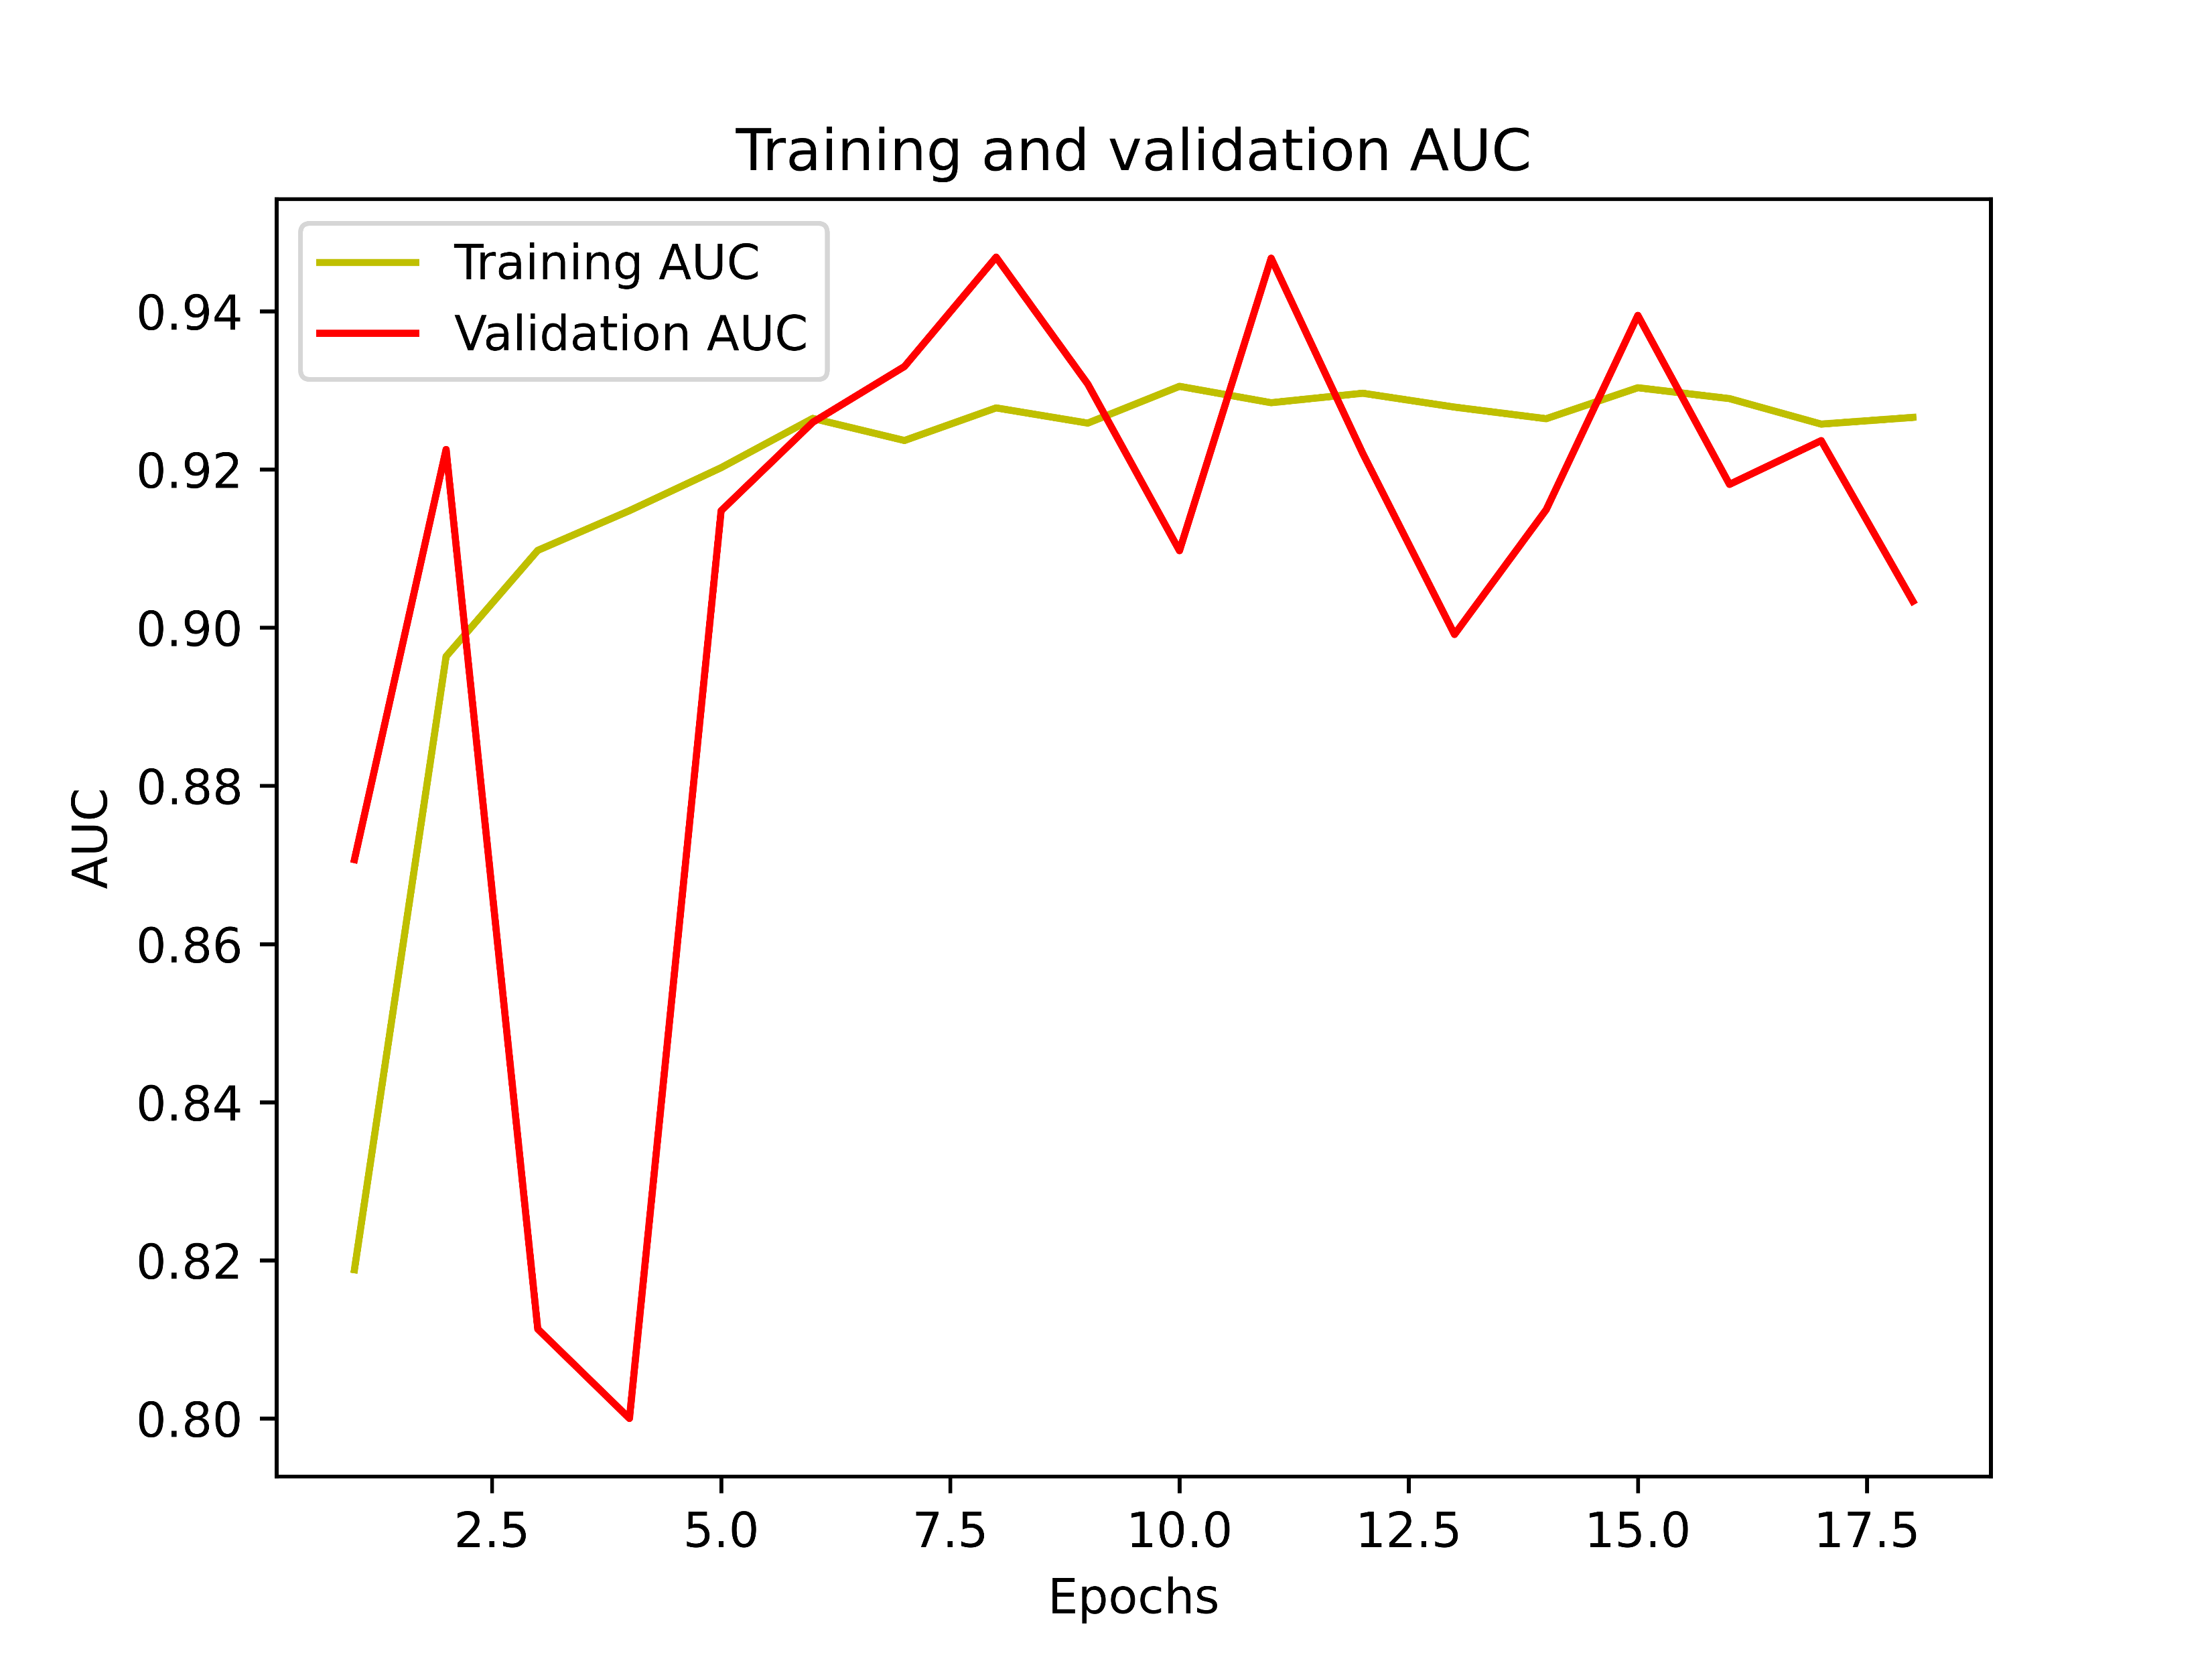 Training and validation AUC
Training AUC
Validation AUC
0.94
0.92
0.90
0.88
0.86
0.84
0.82
0.80
AUC
2.5 5.0 7.5 10.0 12.5 15.0 17.5
Epochs